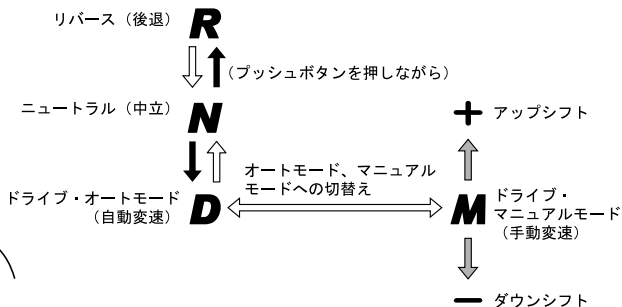 リバース（後退）
R
（プッシュボタンを押しながら）
ニュートラル（中立）
N
＋ アップシフト
オートモード、マニュアル
モードへの切替え
ドライブ・オートモード
（自動変速）
D
M
ドライブ・
マニュアルモード
（手動変速）
− ダウンシフト